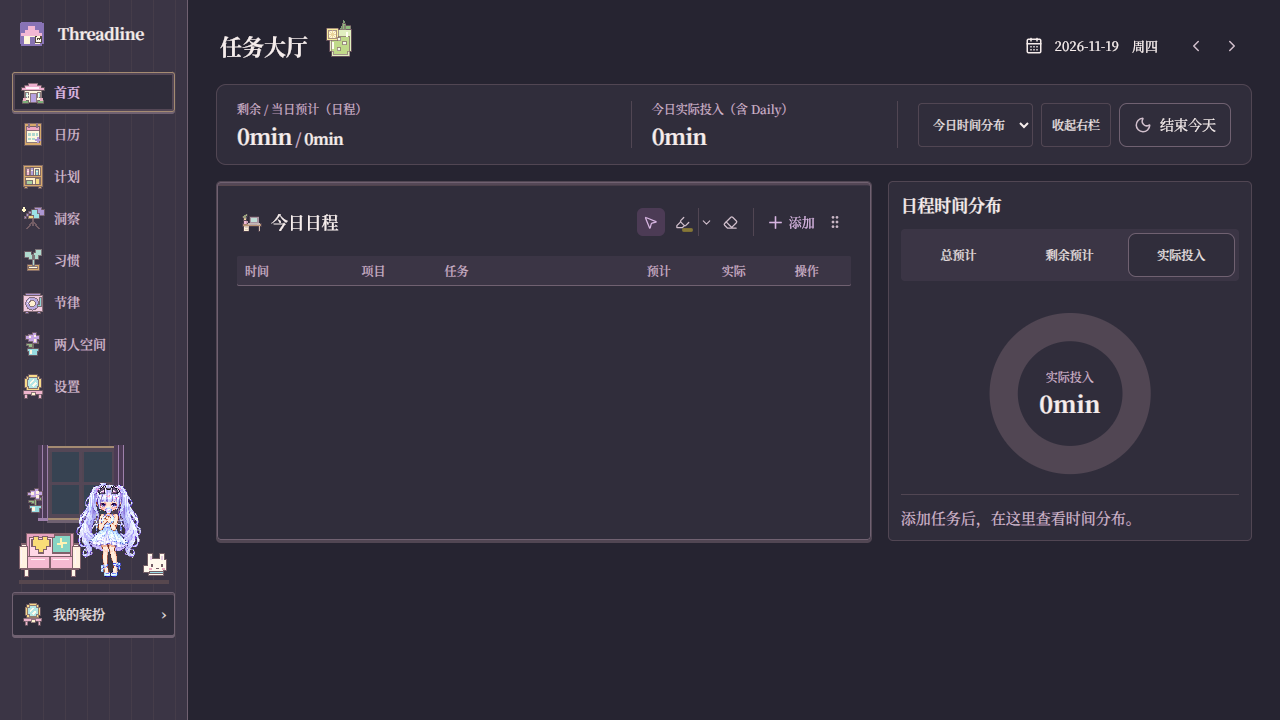 Threadline
首页
日历
计划
洞察
习惯
节律
两人空间
设置
我的装扮
任务大厅
2026-11-19 周四
剩余 / 当日预计（日程）
0min / 0min
今日实际投入（含 Daily）
0min
今日时间分布
收起右栏
结束今天
今日日程
添加
时间 项目 任务 预计 实际 操作
日程时间分布
总预计 剩余预计 实际投入
实际投入
0min
添加任务后，在这里查看时间分布。